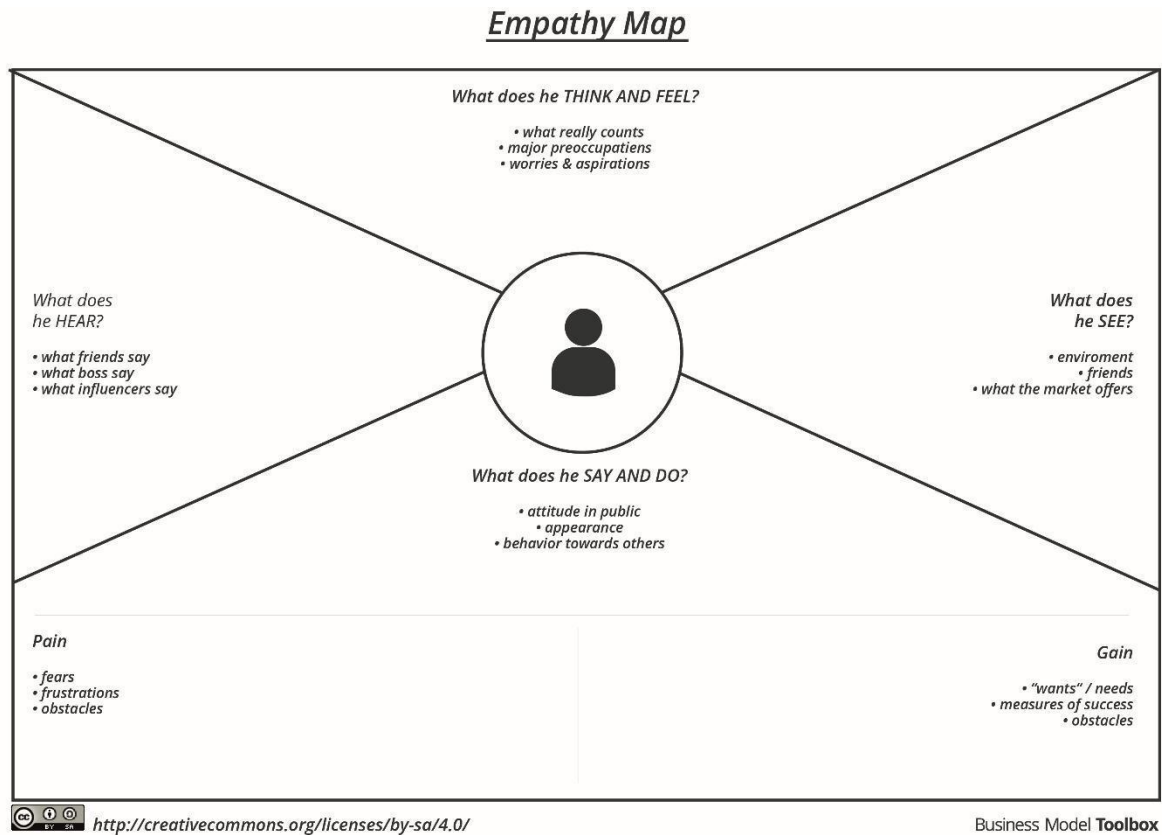 Empathy Map
What does he THINK AND FEEL?
• what really counts
• major preoccupatiens
• worries & aspirations
What does
he HEAR?
• what friends say
• what boss say
• what influencers say
What does
he SEE?
• enviroment
• friends
• what the market offers
What does he SAY AND DO?
• attitude in public
• appearance
• behavior towards others
Pain
• fears
• frustrations
• obstacles
Gain
• “wants” / needs
• measures of success
• obstacles
cc BY SA
http://creativecommons.org/licenses/by-sa/4.0/
Business Model Toolbox